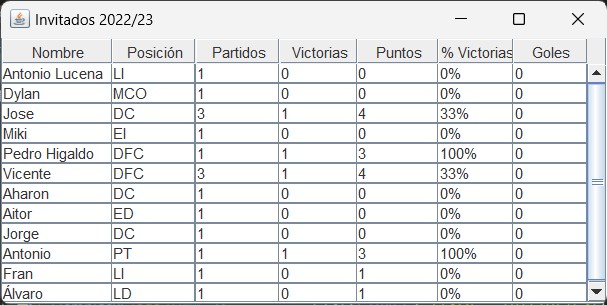 Invitados 2022/23
Nombre Posición Partidos Victorias Puntos % Victorias Goles
Antonio Lucena LI 1 0 0 0% 0
Dylan MCO 1 0 0 0% 0
Jose DC 3 1 4 33% 0
Miki EI 1 0 0 0% 0
Pedro Higaldo DFC 1 1 3 100% 0
Vicente DFC 3 1 4 33% 0
Aharon DC 1 0 0 0% 0
Aitor ED 1 0 0 0% 0
Jorge DC 1 0 0 0% 0
Antonio PT 1 1 3 100% 0
Fran LI 1 0 1 0% 0
Álvaro LD 1 0 1 0% 0